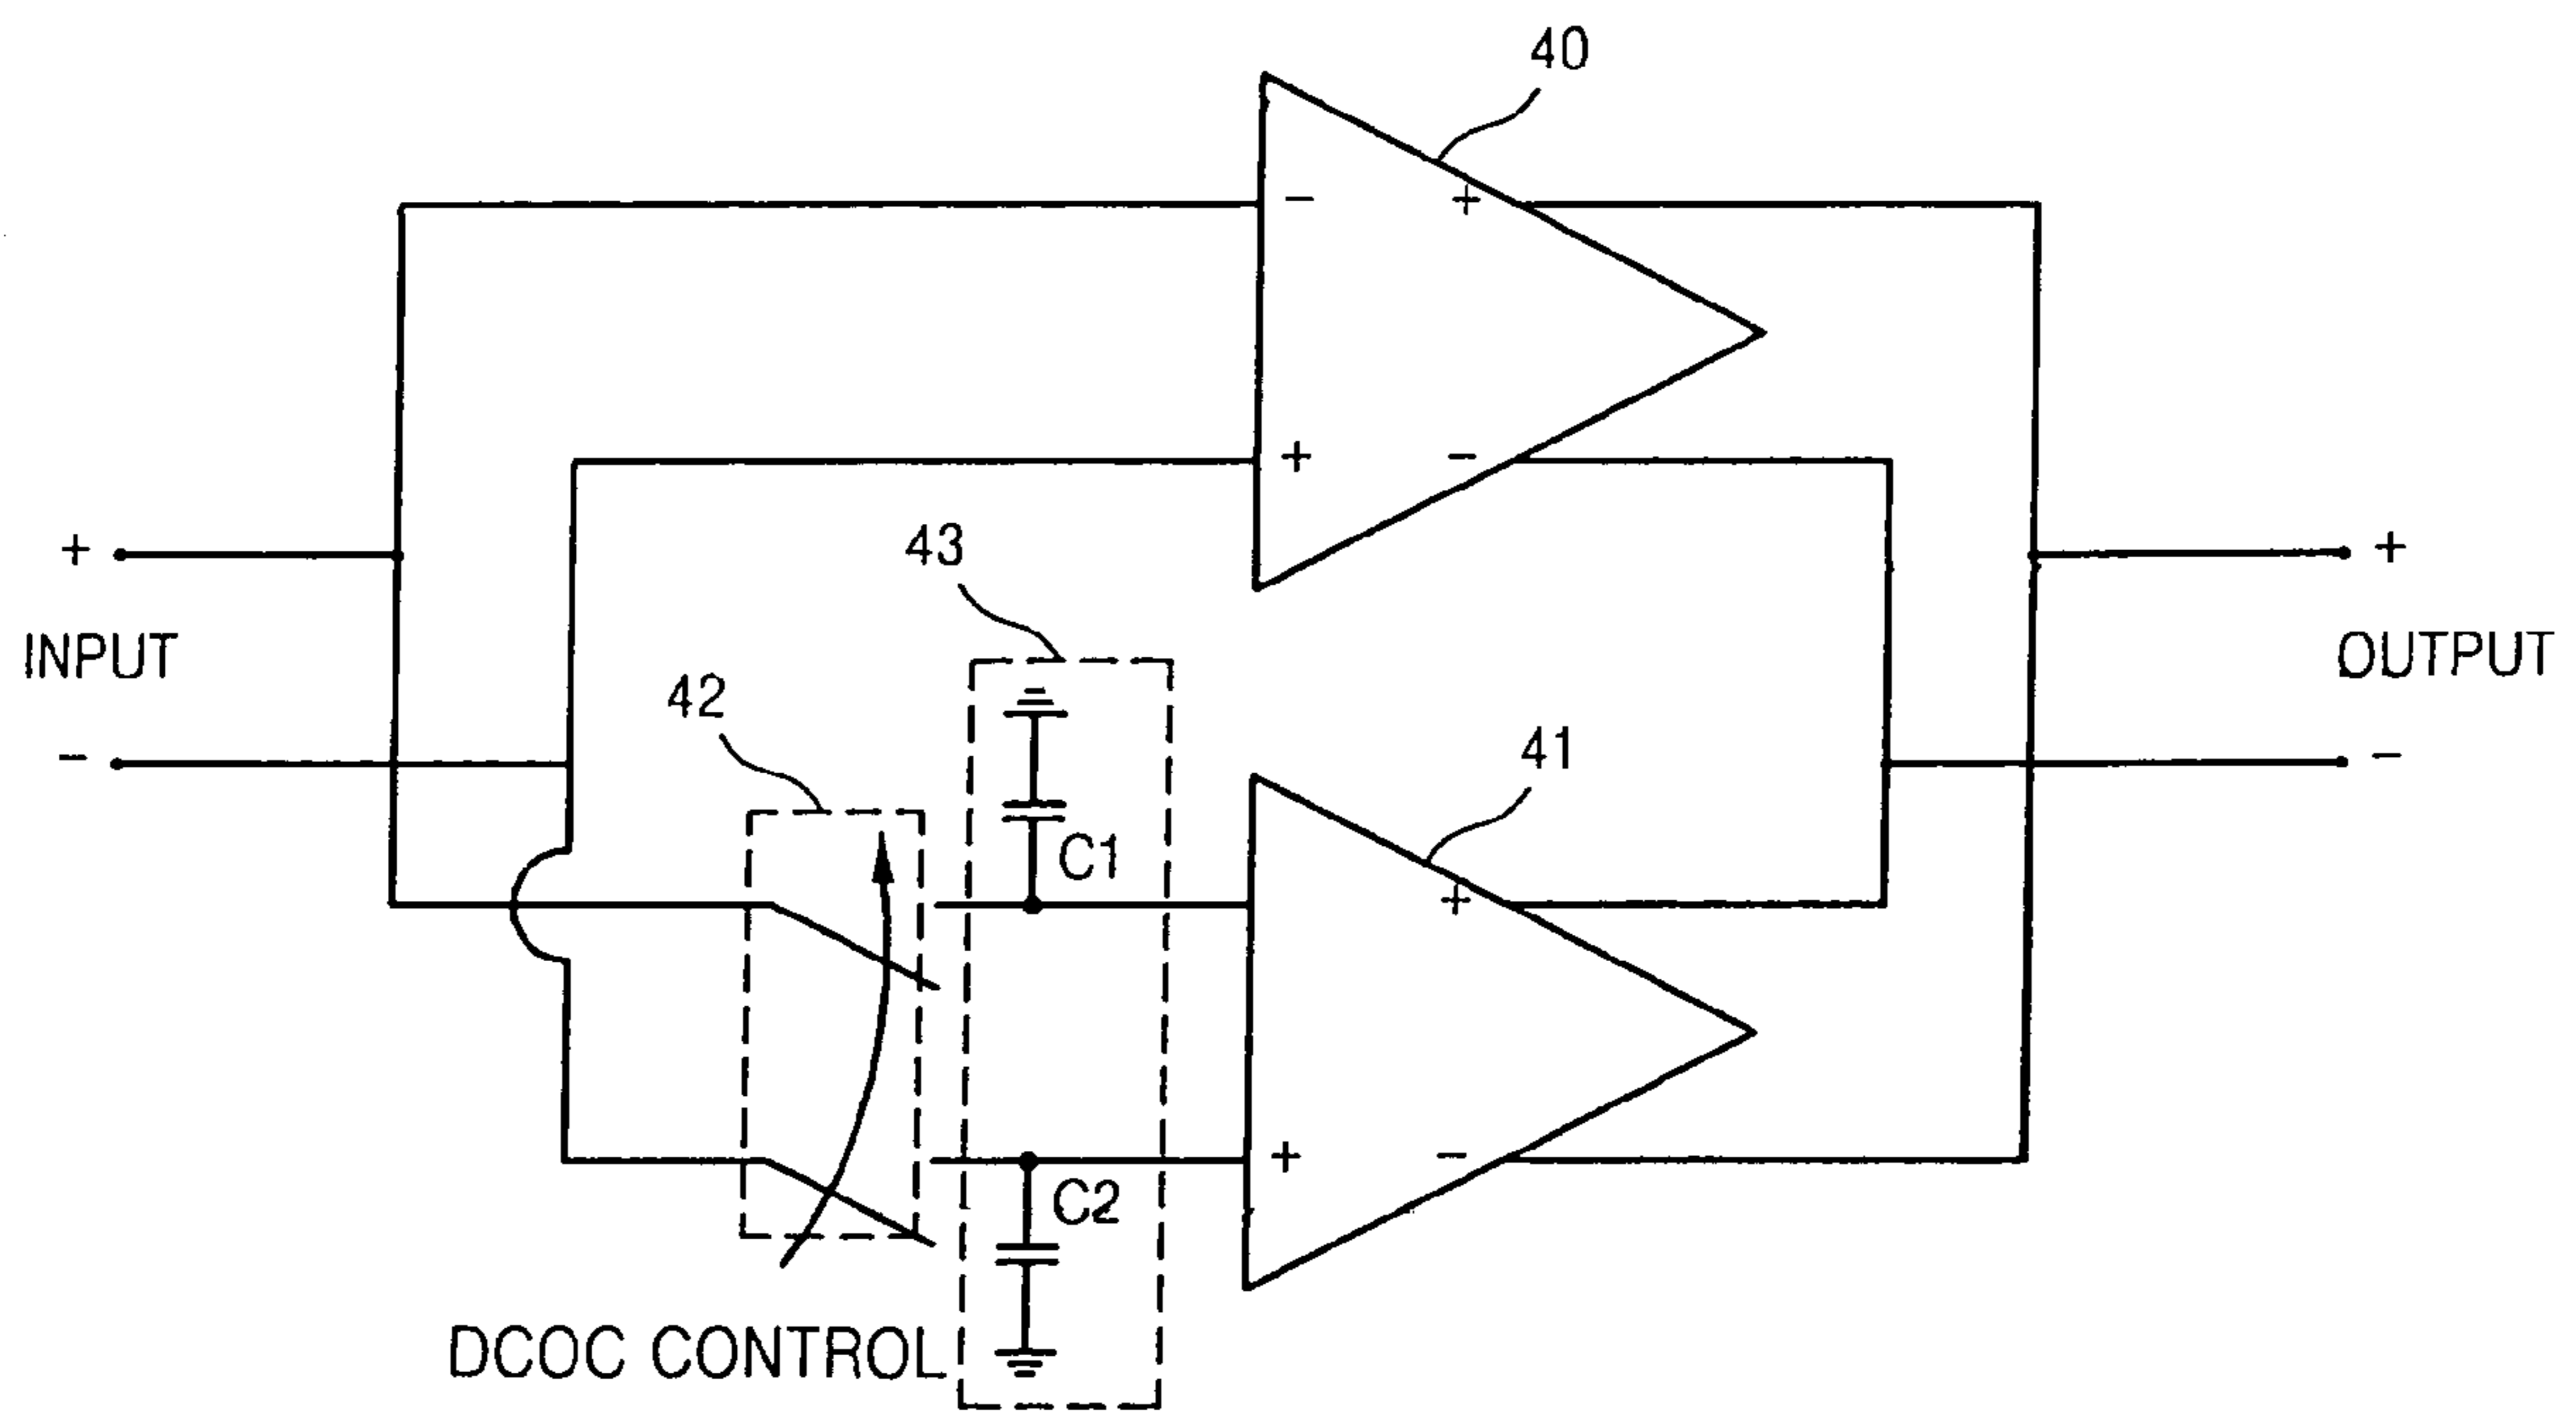 40
- +
+ -
43
+ +
INPUT OUTPUT
42
- -
41
C1
+
+ -
C2
DCOC CONTROL